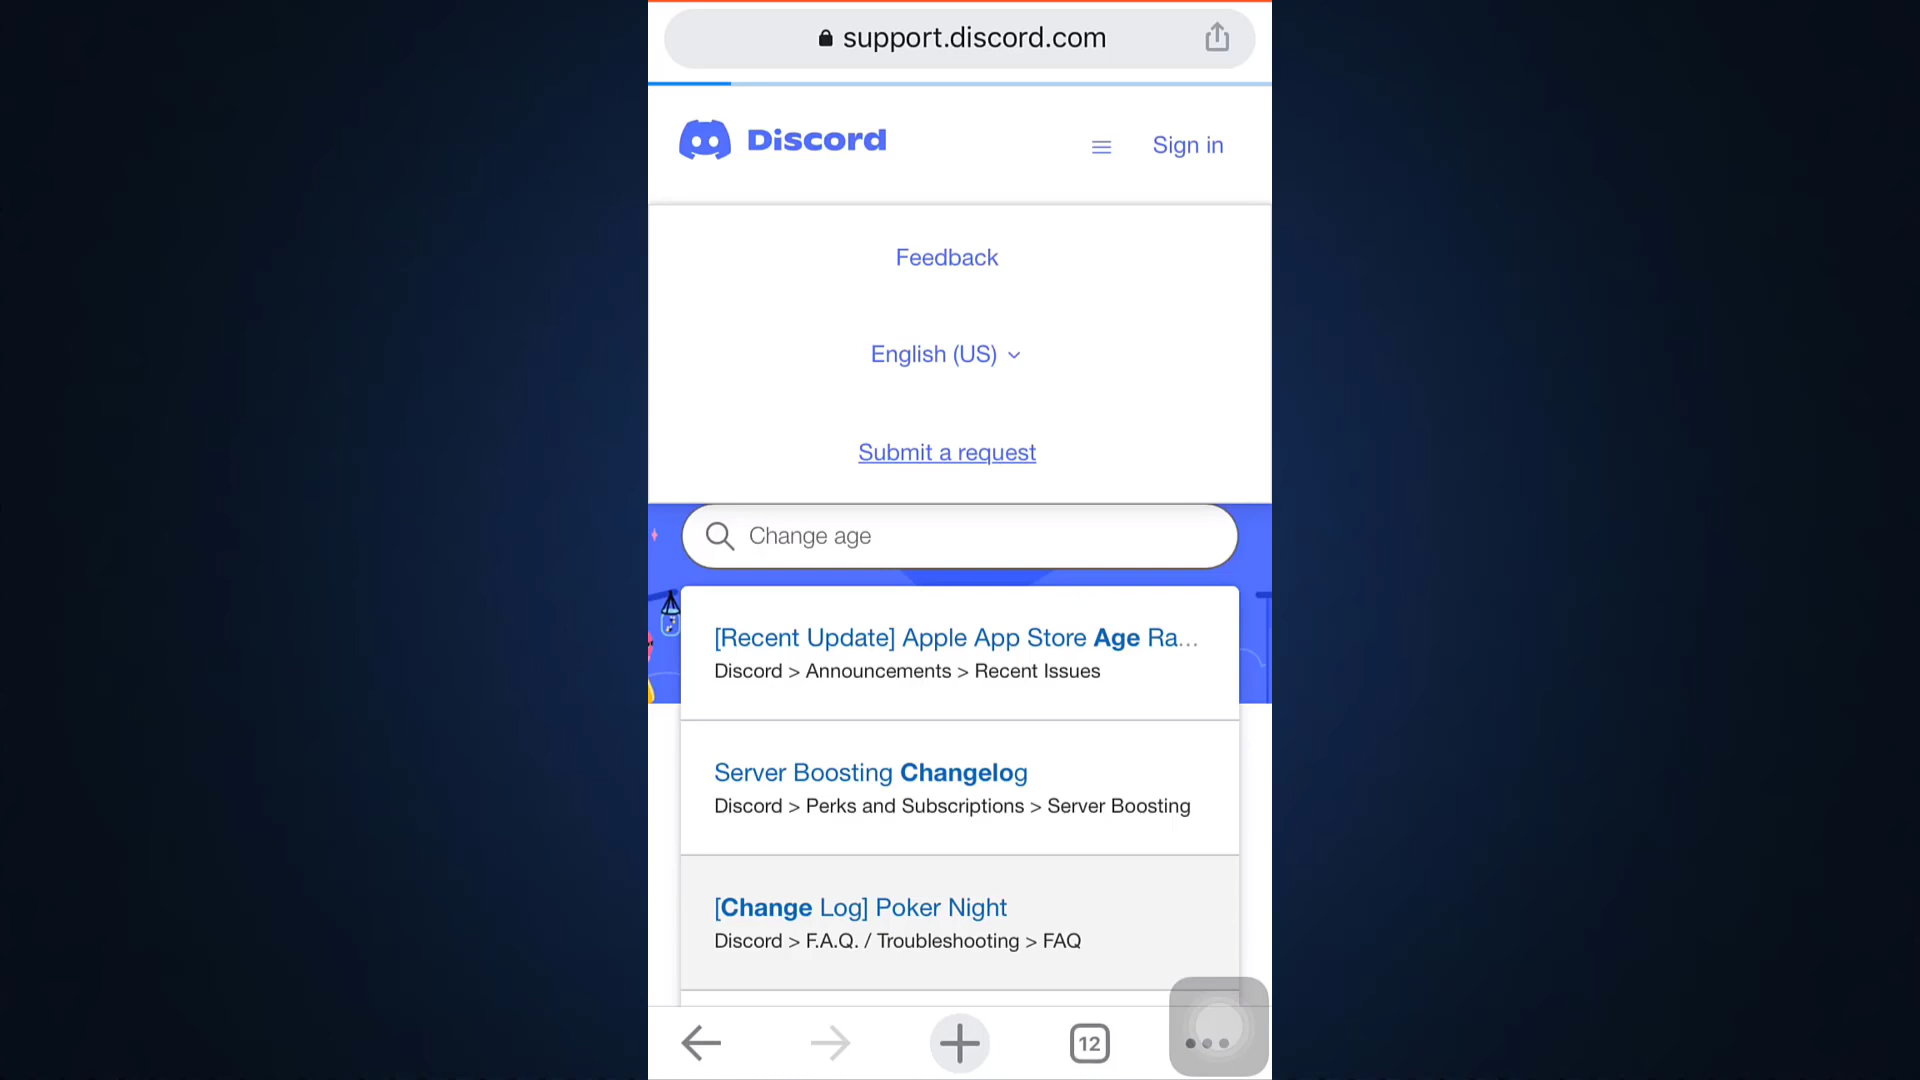 support.discord.com
Discord
Sign in
Feedback
English (US)
Submit a request
Change age
[Recent Update] Apple App Store Age Ra...
Discord > Announcements > Recent Issues
Server Boosting Changelog
Discord > Perks and Subscriptions > Server Boosting
[Change Log] Poker Night
Discord > F.A.Q. / Troubleshooting > FAQ
12